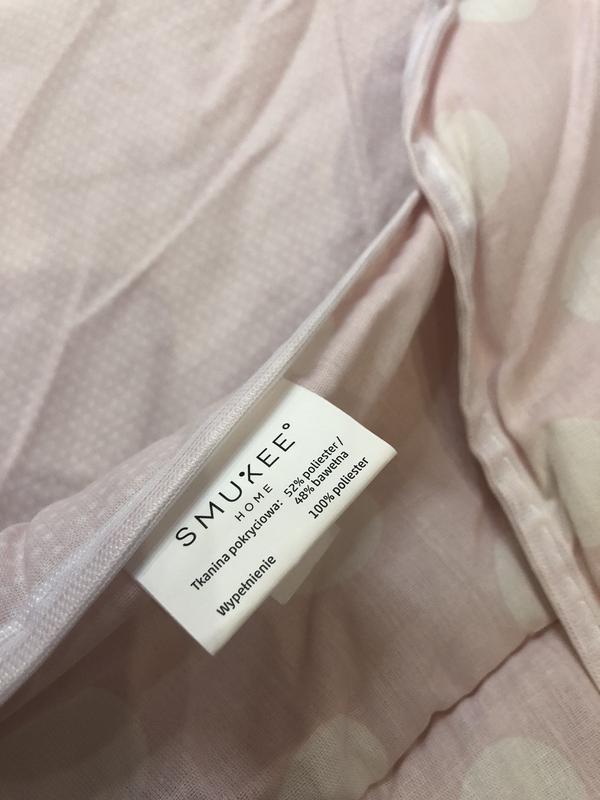 SMUKEE°
HOME
Tkanina pokryciowa: 52% poliester /
48% bawełna
Wypełnienie 100% poliester